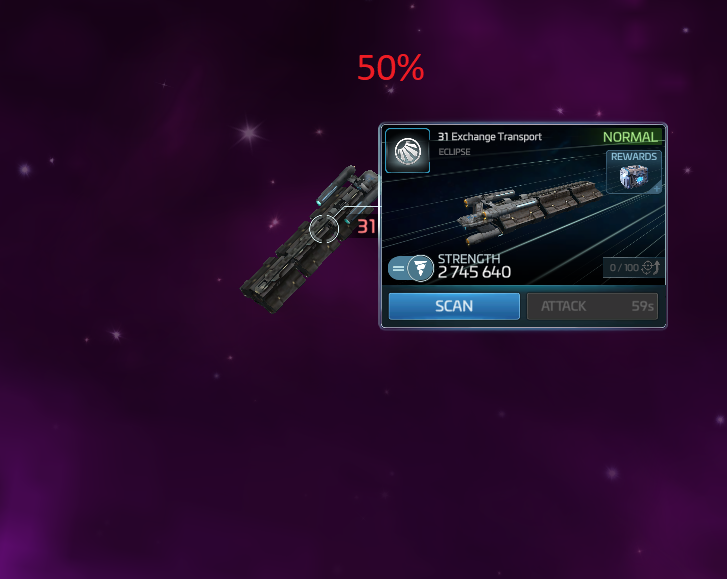 50%
31 Exchange Transport
NORMAL
ECLIPSE
REWARDS
31
STRENGTH
2 745 640
0 / 100
SCAN
ATTACK
59s